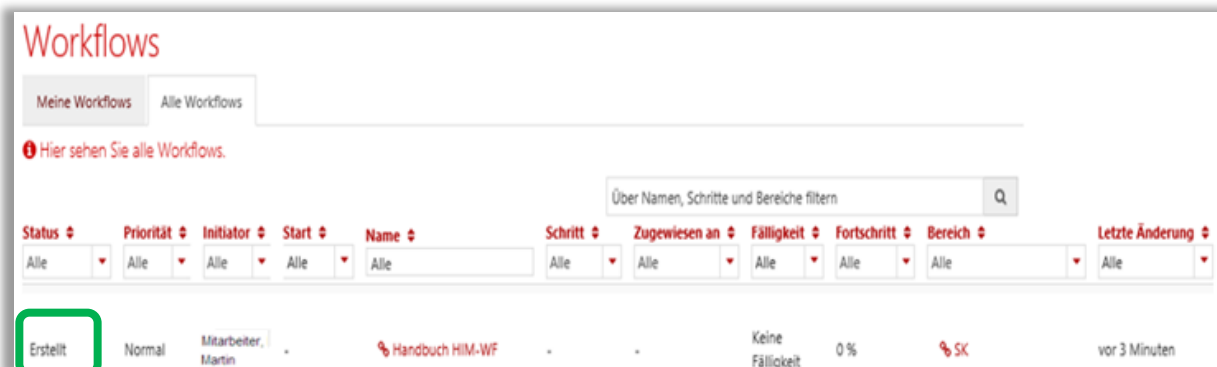 Workflows
Meine Workflows Alle Workflows
Hier sehen Sie alle Workflows.
Über Namen, Schritte und Bereiche filtern
Status Priorität Initiator Start Name Schritt Zugewiesen an Fälligkeit Fortschritt Bereich Letzte Änderung
Alle Alle Alle Alle Alle Alle Alle Alle Alle Alle Alle
Erstellt Normal Mitarbeiter, Martin - Handbuch HIM-WF - - Keine Fälligkeit 0 % SK vor 3 Minuten